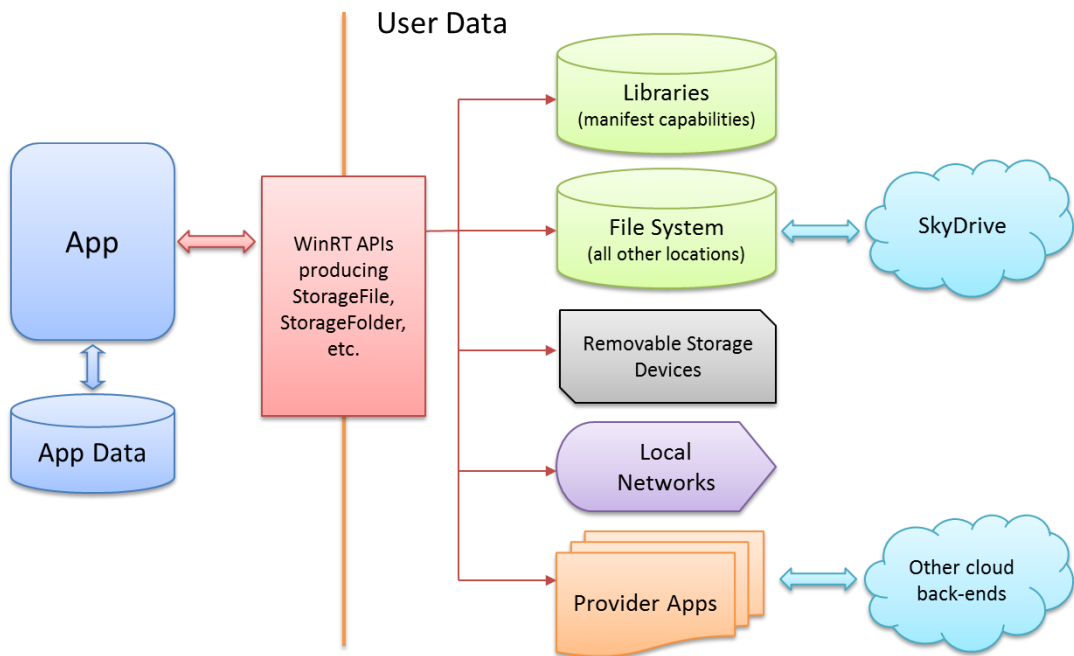 User Data
App
App Data
WinRT APIs
producing
StorageFile,
StorageFolder,
etc.
Libraries
(manifest capabilities)
File System
(all other locations)
SkyDrive
Removable Storage
Devices
Local
Networks
Provider Apps
Other cloud
back-ends